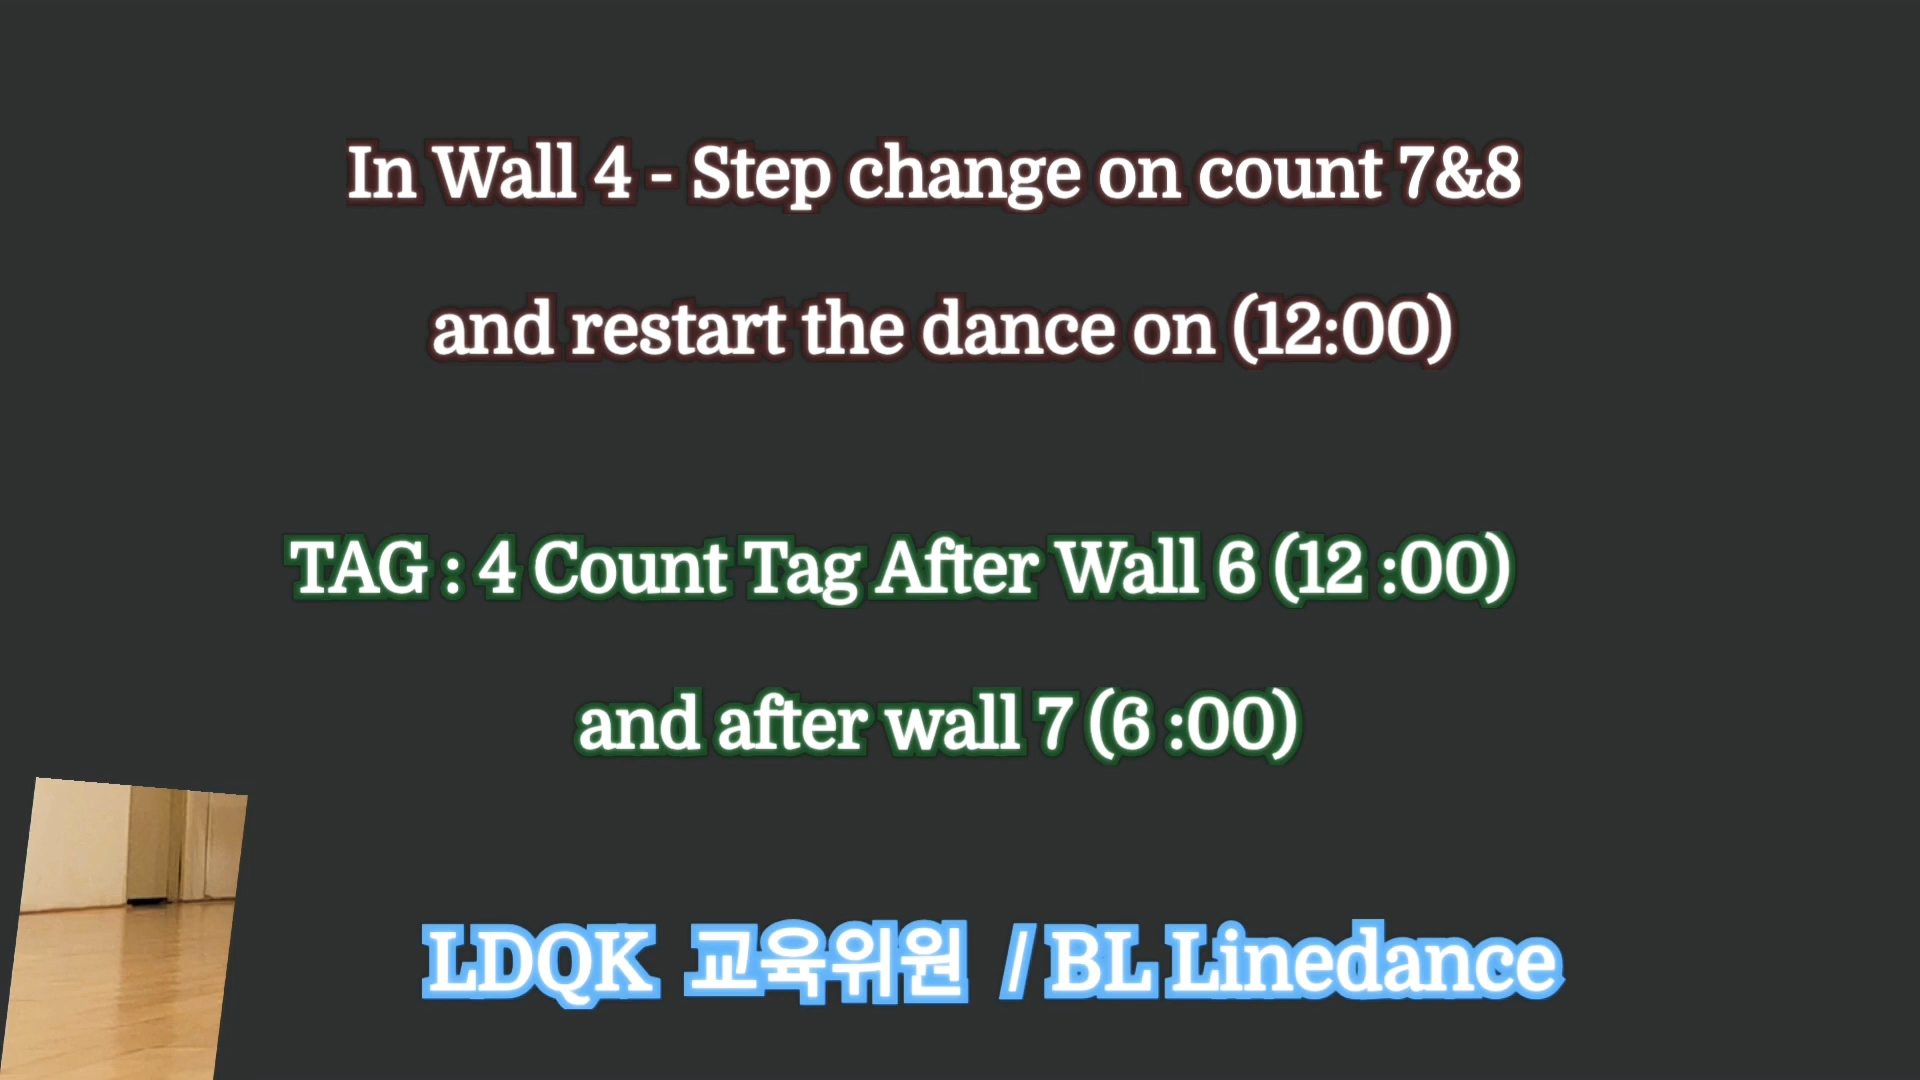 In Wall 4 - Step change on count 7&8
and restart the dance on (12:00)
TAG : 4 Count Tag After Wall 6 (12 :00)
and after wall 7 (6 :00)
LDQK 교육위원 / BL Linedance